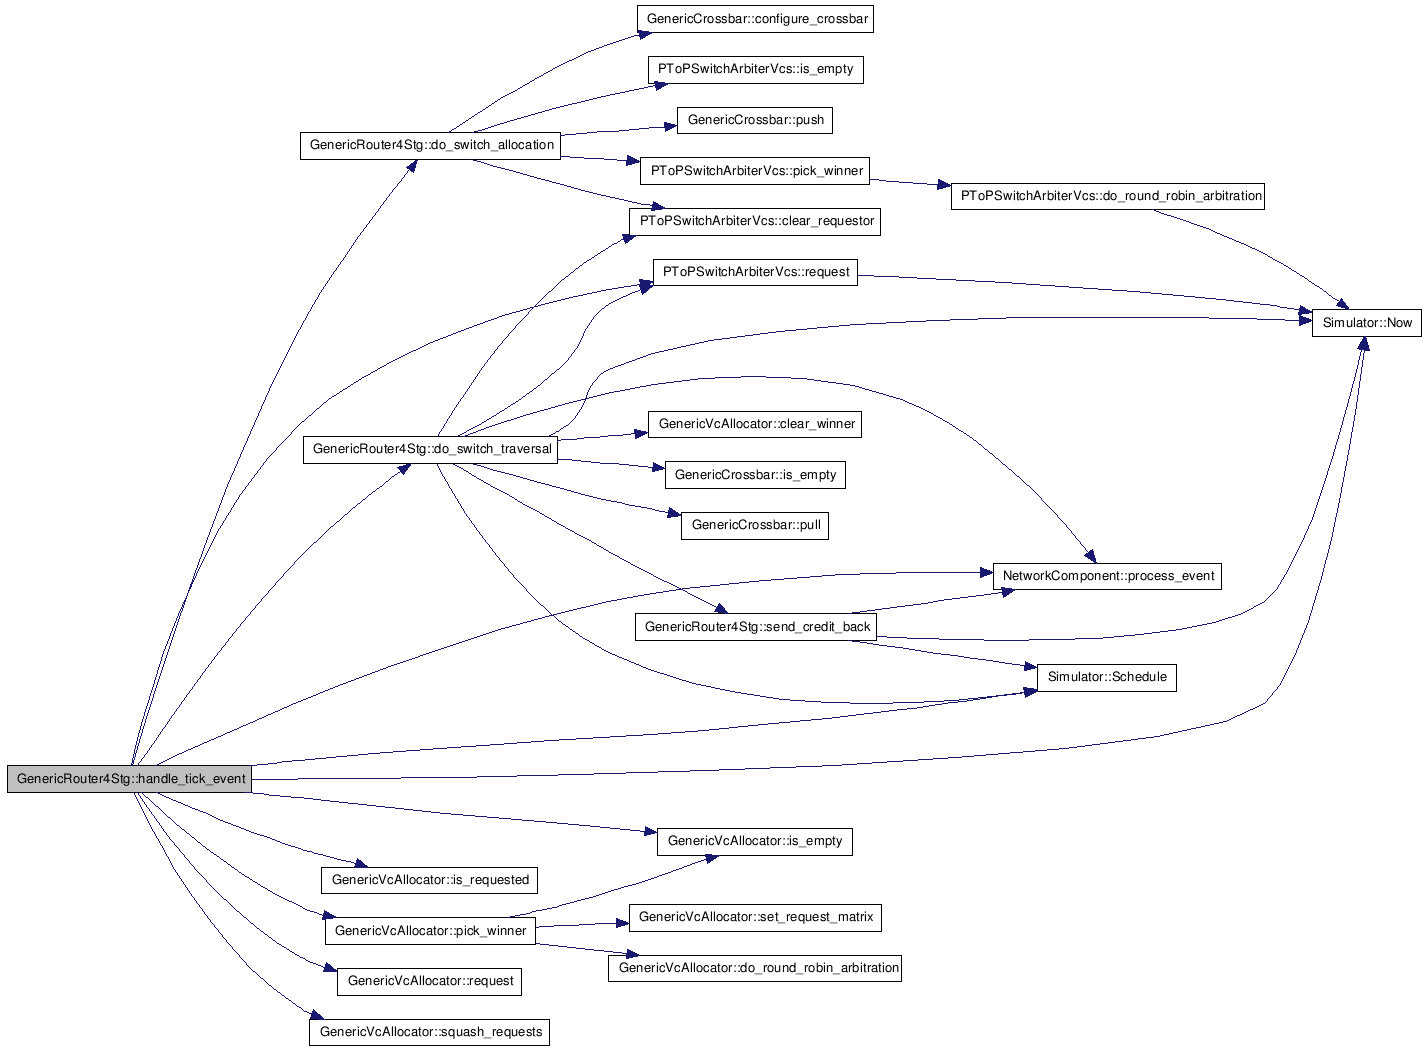 GenericCrossbar::configure_crossbar
PToPSwitchArbiterVcs::is_empty
GenericCrossbar::push
GenericRouter4Stg::do_switch_allocation
PToPSwitchArbiterVcs::pick_winner
PToPSwitchArbiterVcs::do_round_robin_arbitration
PToPSwitchArbiterVcs::clear_requestor
PToPSwitchArbiterVcs::request
Simulator::Now
GenericVcAllocator::clear_winner
GenericRouter4Stg::do_switch_traversal
GenericCrossbar::is_empty
GenericCrossbar::pull
NetworkComponent::process_event
GenericRouter4Stg::send_credit_back
Simulator::Schedule
GenericRouter4Stg::handle_tick_event
GenericVcAllocator::is_empty
GenericVcAllocator::is_requested
GenericVcAllocator::set_request_matrix
GenericVcAllocator::pick_winner
GenericVcAllocator::do_round_robin_arbitration
GenericVcAllocator::request
GenericVcAllocator::squash_requests